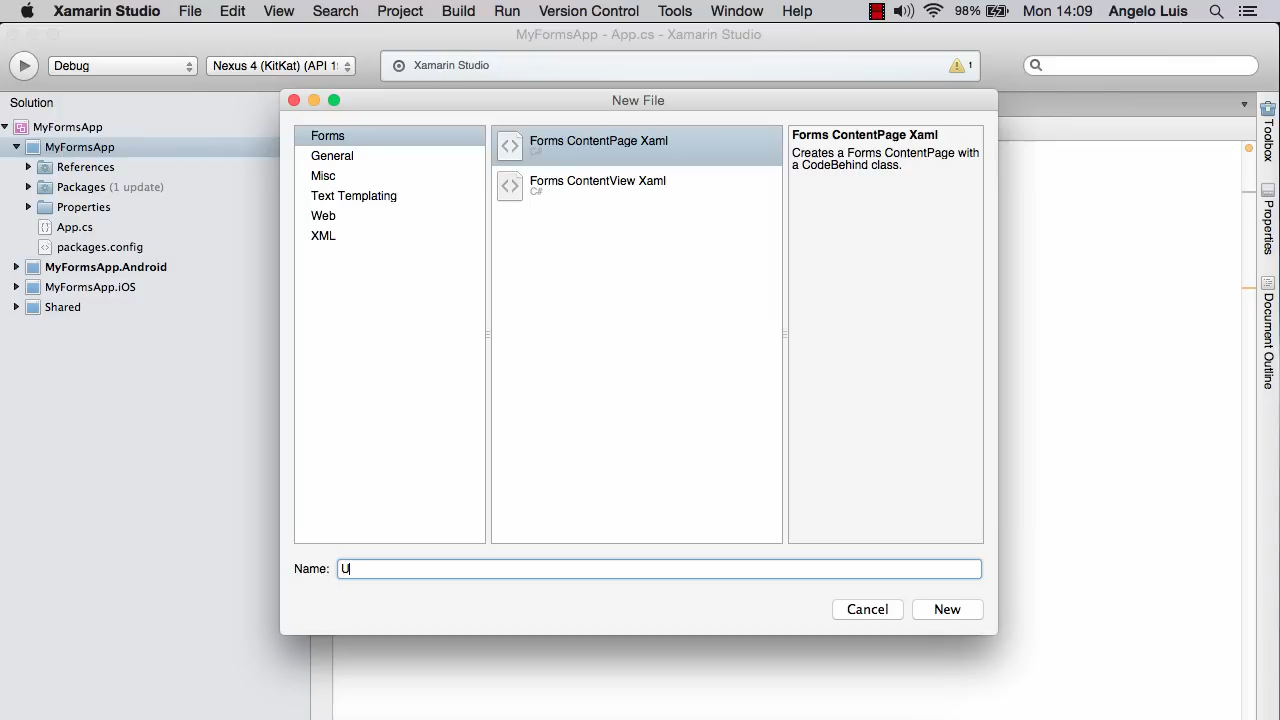 Xamarin Studio File Edit View Search Project Build Run Version Control Tools Window Help 98% Mon 14:09 Angelo Luis
MyFormsApp - App.cs - Xamarin Studio
Debug
Nexus 4 (KitKat) (API 1
Xamarin Studio
1
Solution
MyFormsApp
MyFormsApp
References
Packages (1 update)
Properties
App.cs
packages.config
MyFormsApp.Android
MyFormsApp.iOS
Shared
New File
Forms
General
Misc
Text Templating
Web
XML
Forms ContentPage Xaml
C#
Forms ContentView Xaml
C#
Forms ContentPage Xaml
Creates a Forms ContentPage with
a CodeBehind class.
Name: U
Cancel
New
Toolbox
Properties
Document Outline